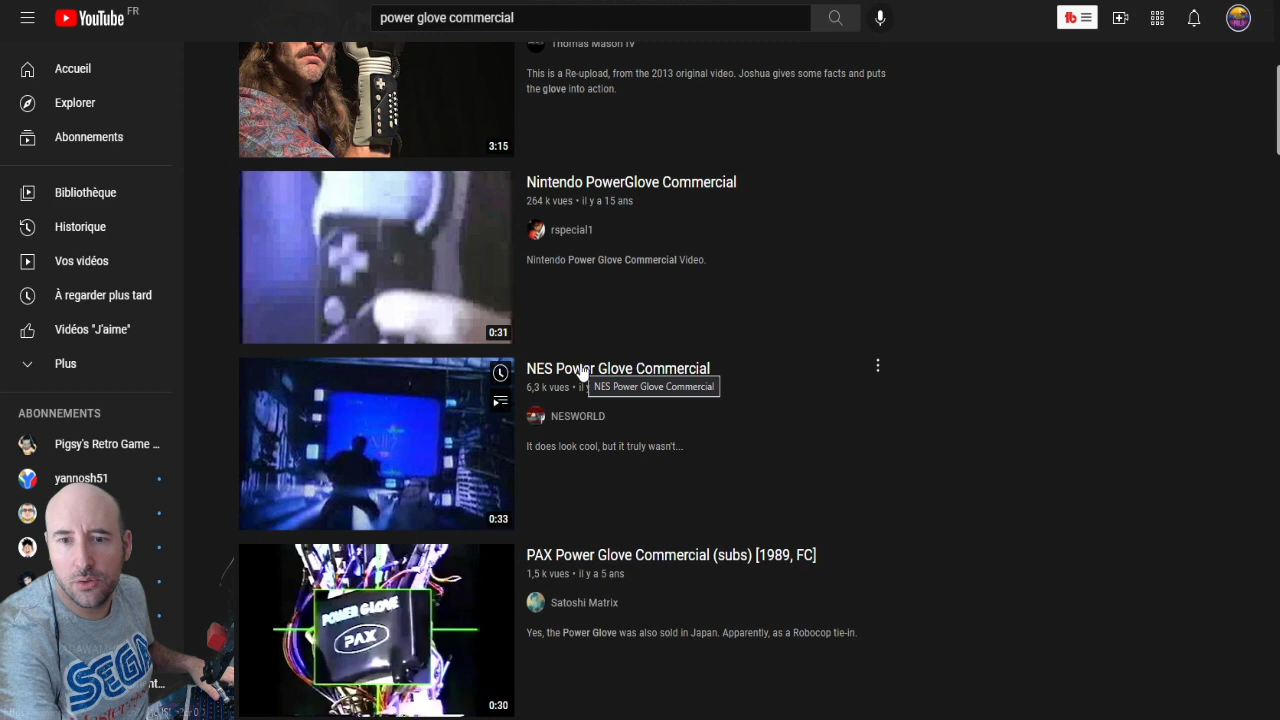 YouTube FR
power glove commercial
Accueil
Explorer
Abonnements
Bibliothèque
Historique
Vos vidéos
À regarder plus tard
Vidéos "J'aime"
Plus
ABONNEMENTS
Pigsy's Retro Game ...
yannosh51
SEGA
Thomas Mason IV
This is a Re-upload, from the 2013 original video. Joshua gives some facts and puts
the glove into action.
3:15
Nintendo PowerGlove Commercial
264 k vues • il y a 15 ans
rspecial1
Nintendo Power Glove Commercial Video.
0:31
NES Power Glove Commercial
6,3 k vues • il y
NES Power Glove Commercial
NESWORLD
It does look cool, but it truly wasn't...
0:33
PAX Power Glove Commercial (subs) [1989, FC]
1,5 k vues • il y a 5 ans
Satoshi Matrix
Yes, the Power Glove was also sold in Japan. Apparently, as a Robocop tie-in.
POWER GLOVE
PAX
0:30